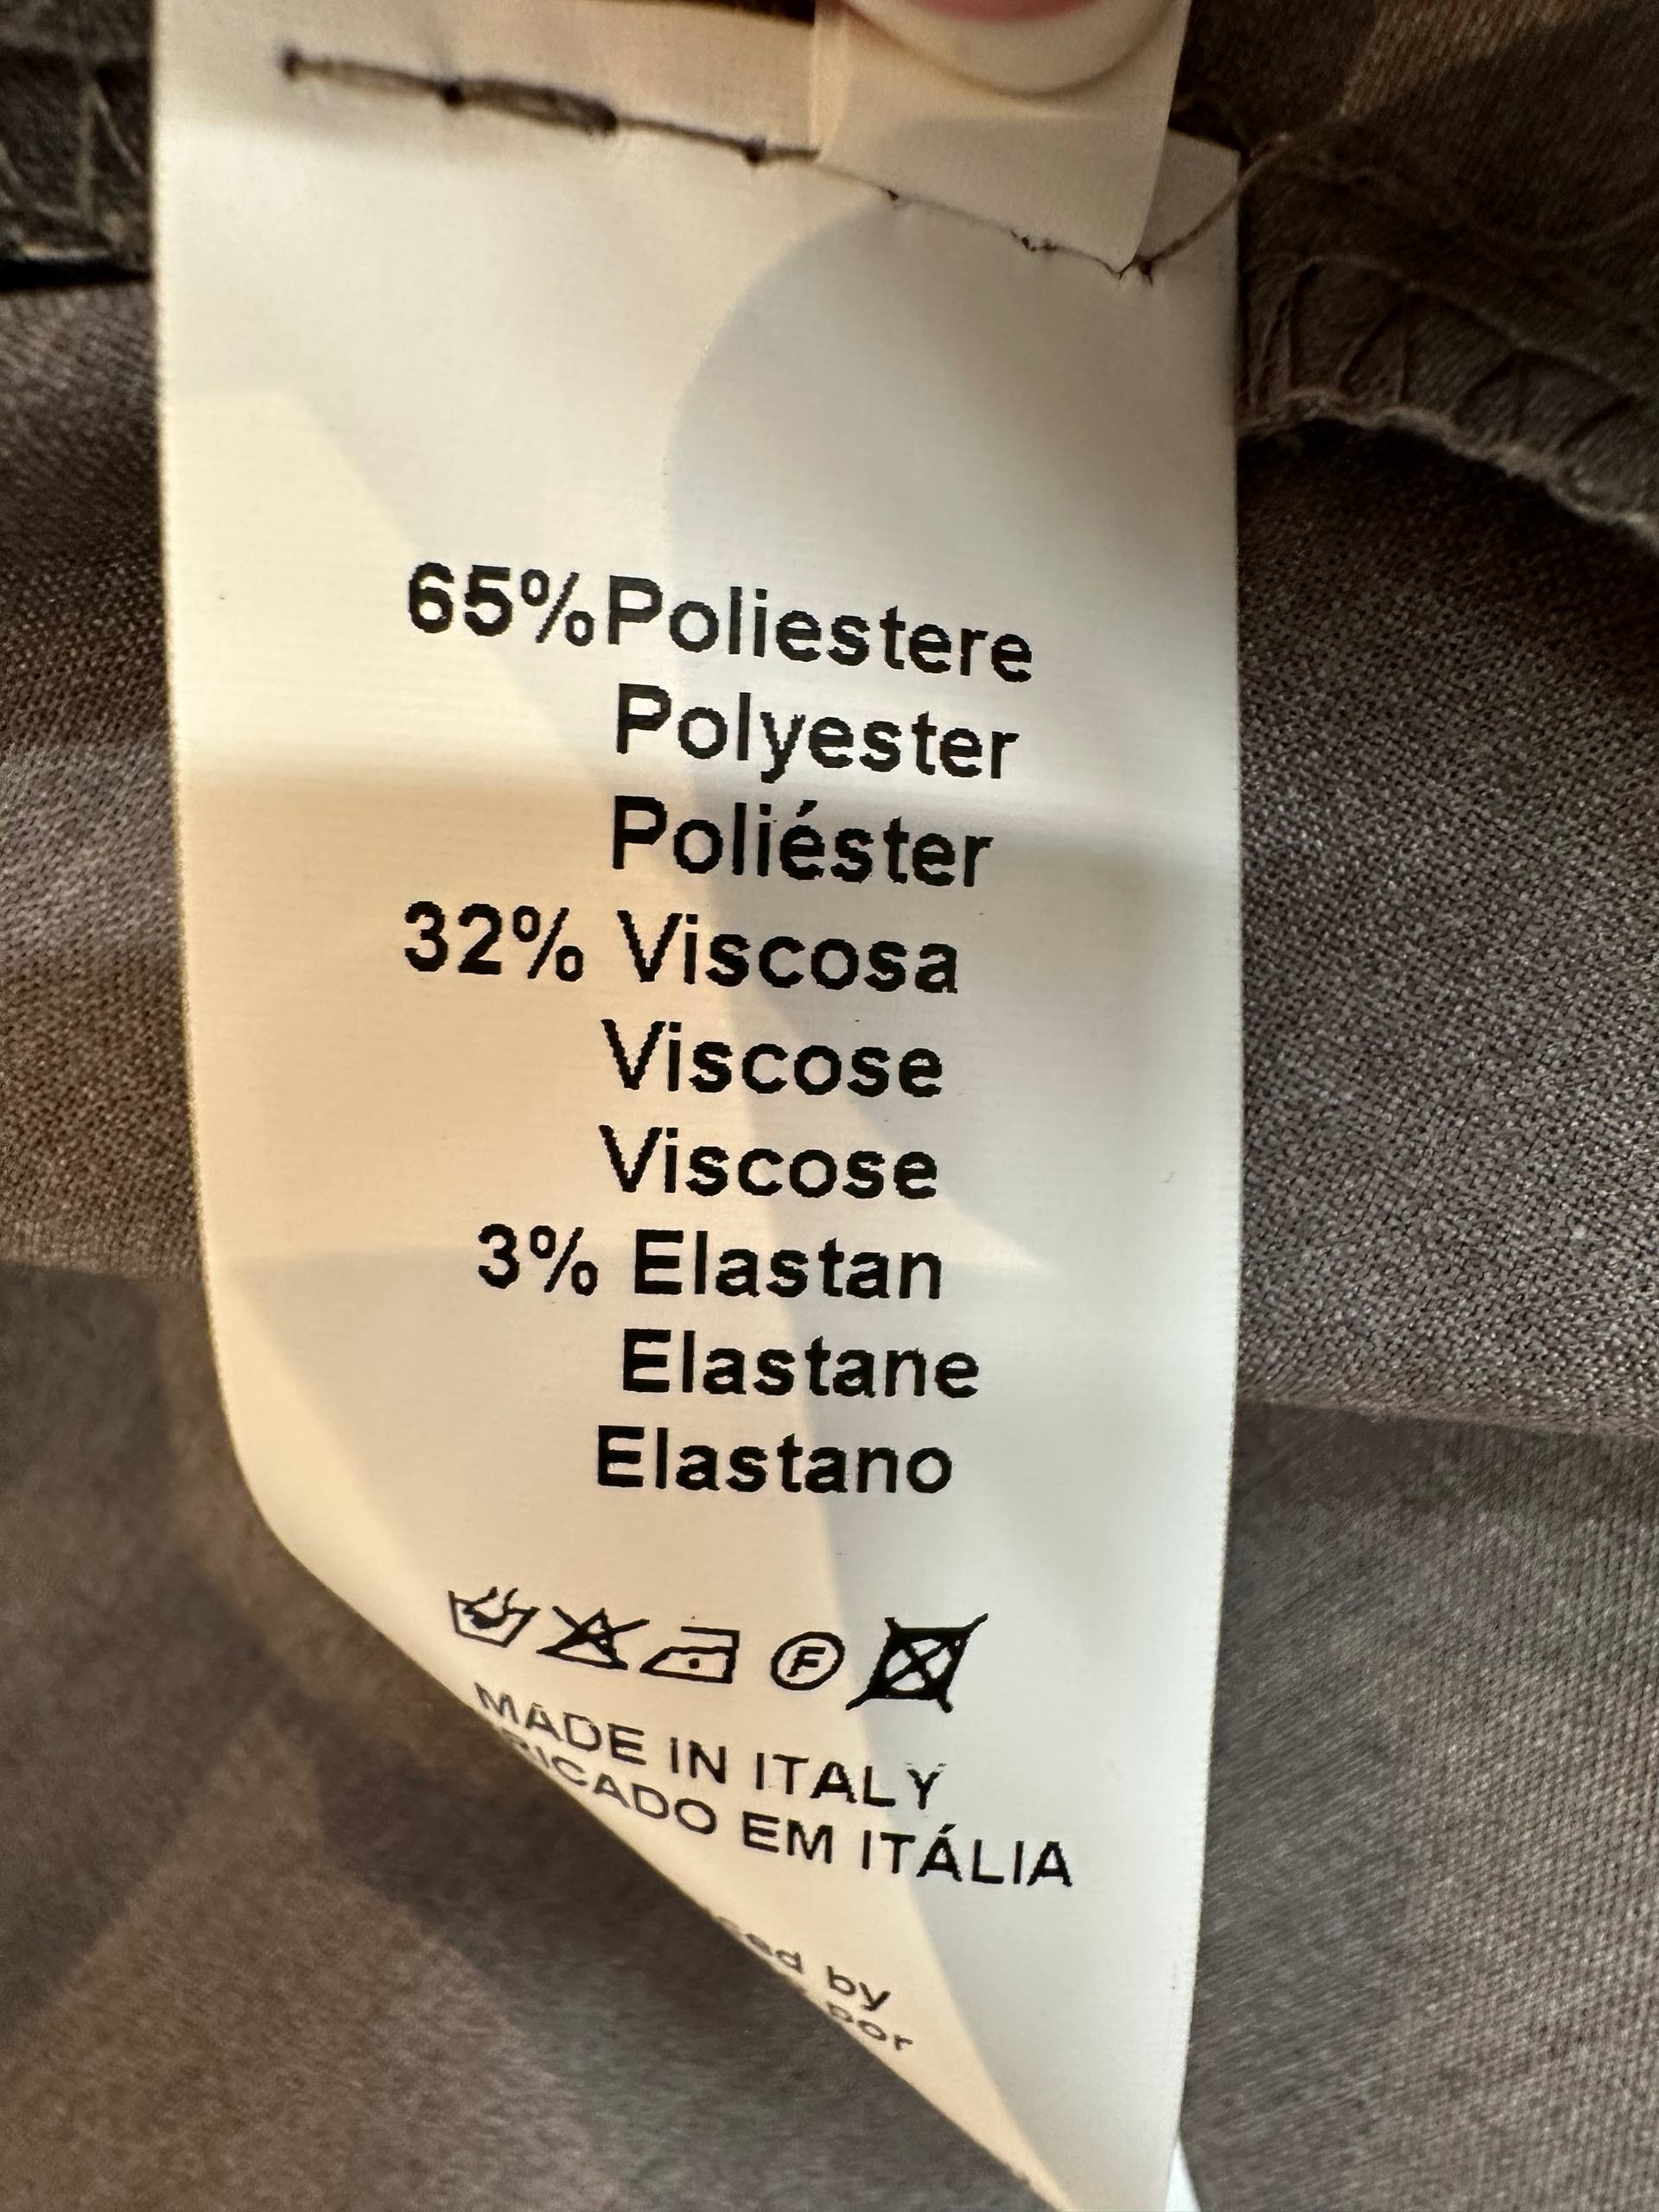 65%Poliestere
Polyester
Poliéster
32% Viscosa
Viscose
Viscose
3% Elastan
Elastane
Elastano
F
MADE IN ITALY
EM ITÁLIA
by